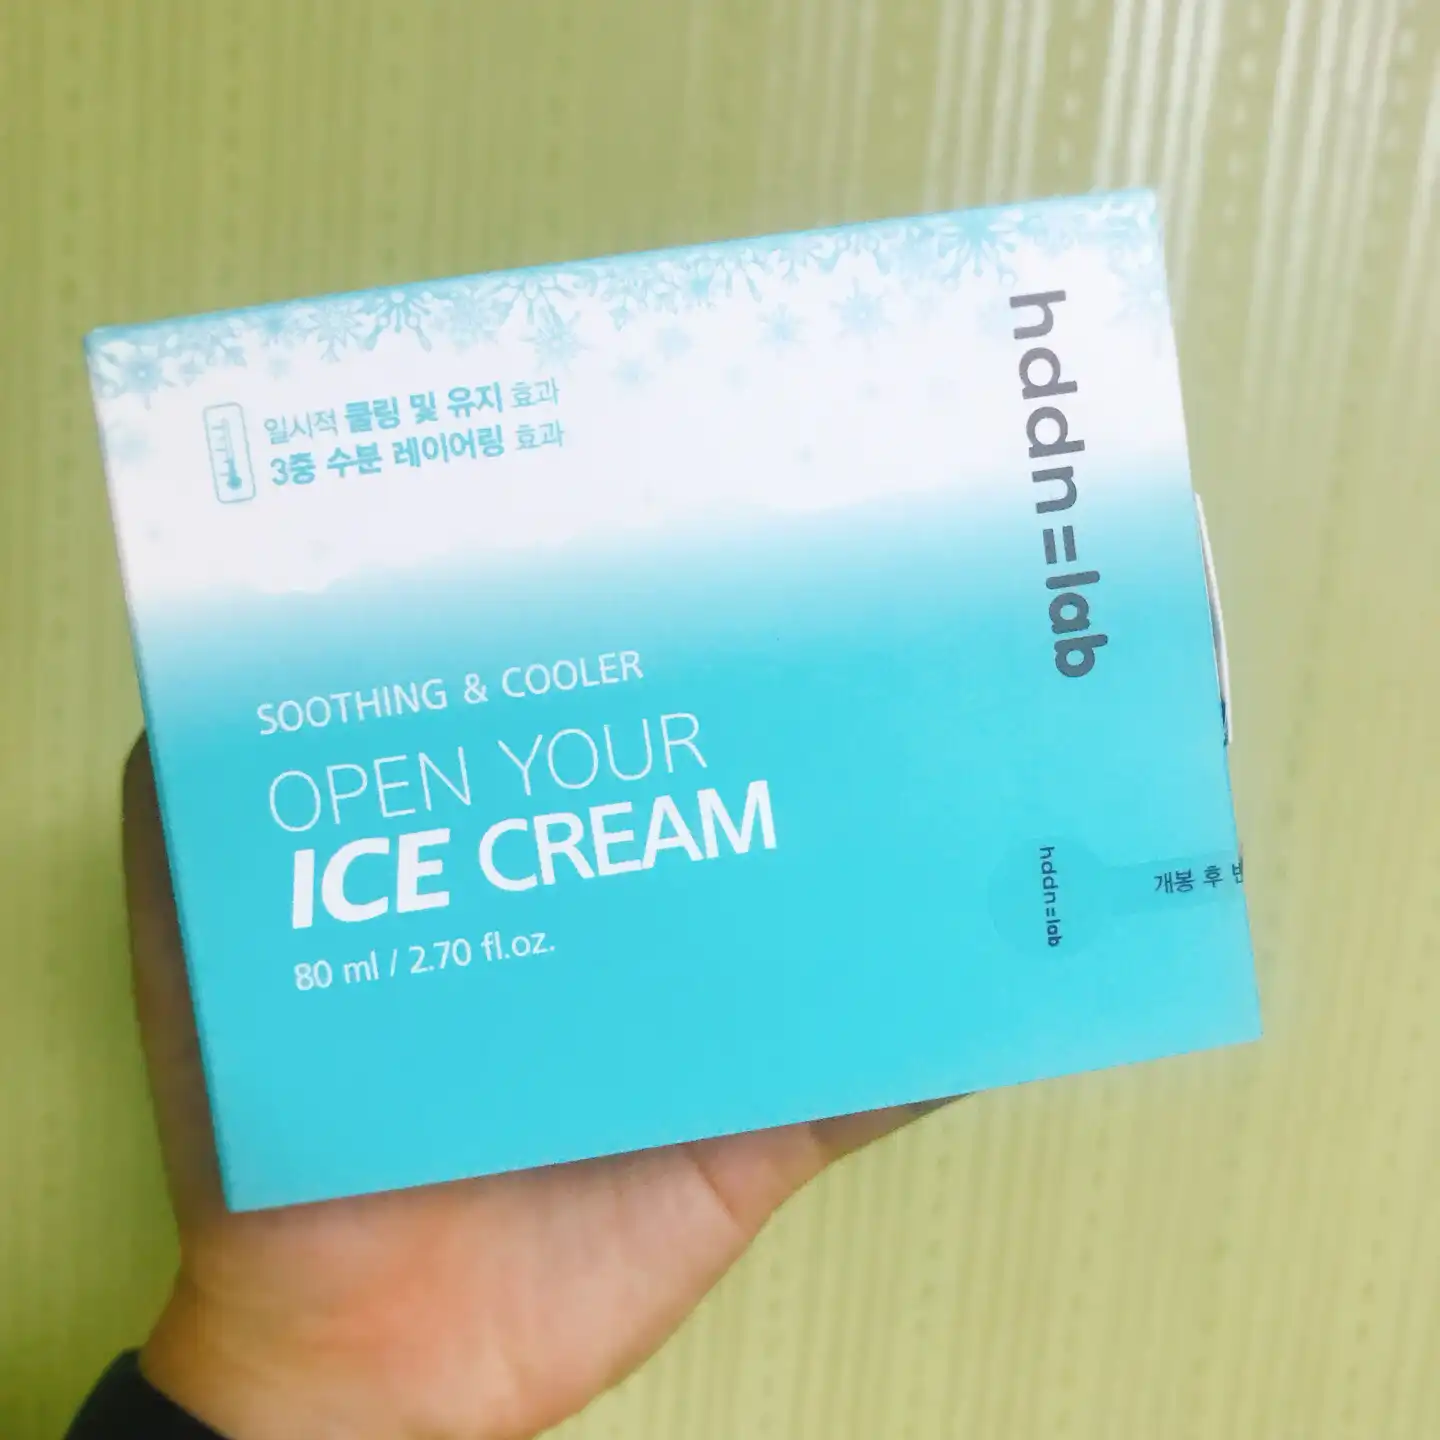 일시적 쿨링 및 유지 효과
3중 수분 레이어링 효과
hddn=lab
SOOTHING & COOLER
OPEN YOUR
ICE CREAM
80 ml / 2.70 fl.oz.
hddn=lab
개봉 후